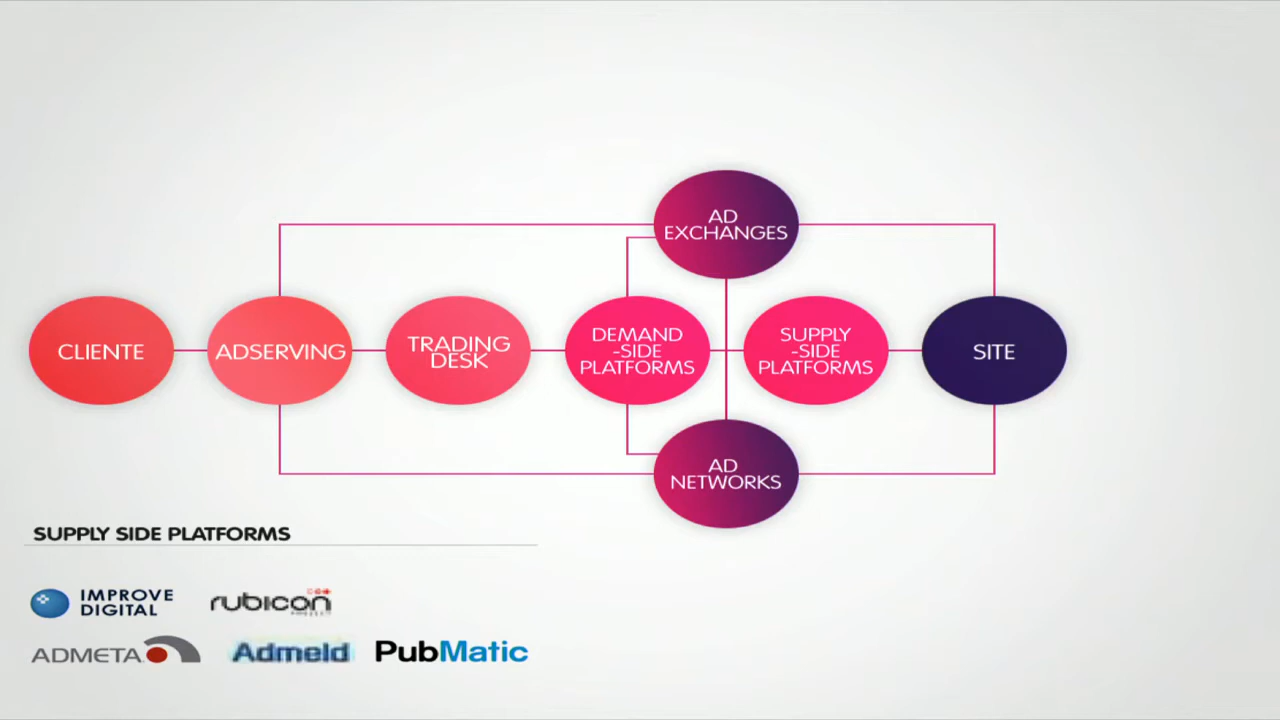 AD
EXCHANGES
CLIENTE
ADSERVING
TRADING
DESK
DEMAND
-SIDE
PLATFORMS
SUPPLY
-SIDE
PLATFORMS
SITE
AD
NETWORKS
SUPPLY SIDE PLATFORMS
IMPROVE
DIGITAL
rubicon
ADMETA
Admeld
PubMatic